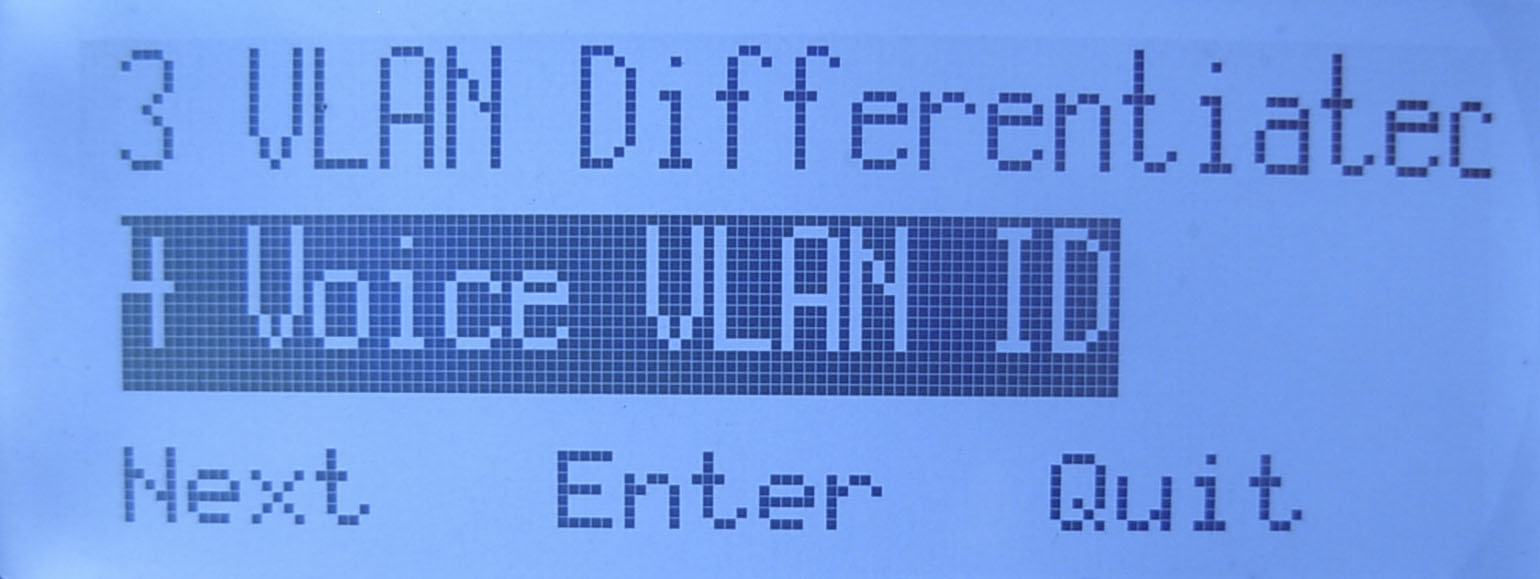 3 VLAN Differentiatec
4 Voice VLAN ID
Next Enter Quit